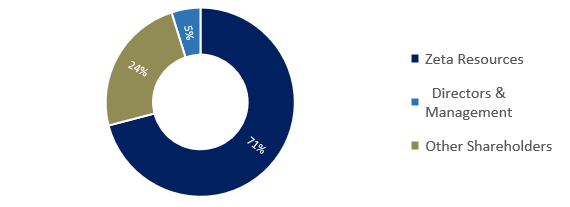 5%
24%
71%
Zeta Resources
Directors &
Management
Other Shareholders